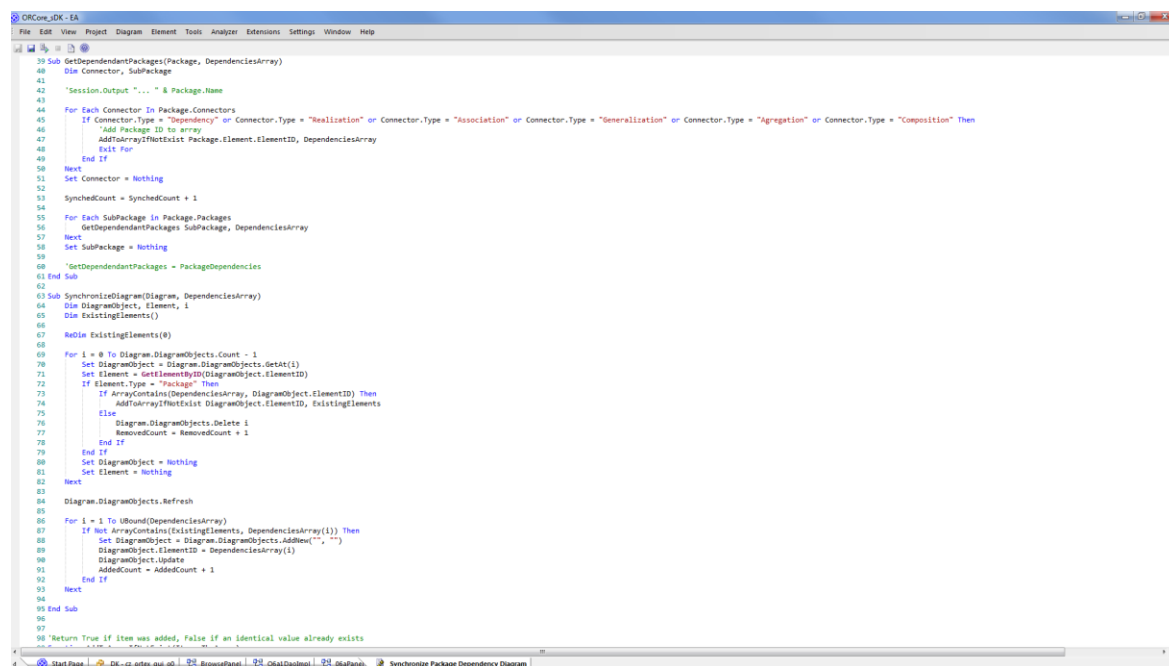 ORCore_sDK - EA
File Edit View Project Diagram Element Tools Analyzer Extensions Settings Window Help
39 Sub GetDependendantPackages(Package, DependenciesArray)
40 Dim Connector, SubPackage
41
42 'Session.Output "... " & Package.Name
43
44 For Each Connector In Package.Connectors
45 If Connector.Type = "Dependency" or Connector.Type = "Realization" or Connector.Type = "Association" or Connector.Type = "Generalization" or Connector.Type = "Agregation" or Connector.Type = "Composition" Then
46 'Add Package ID to array
47 AddToArrayIfNotExist Package.Element.ElementID, DependenciesArray
48 Exit For
49 End If
50 Next
51 Set Connector = Nothing
52
53 SynchedCount = SynchedCount + 1
54
55 For Each SubPackage in Package.Packages
56 GetDependendantPackages SubPackage, DependenciesArray
57 Next
58 Set SubPackage = Nothing
59
60 'GetDependendantPackages = PackageDependencies
61 End Sub
62
63 Sub SynchronizeDiagram(Diagram, DependenciesArray)
64 Dim DiagramObject, Element, i
65 Dim ExistingElements()
66
67 ReDim ExistingElements(0)
68
69 For i = 0 To Diagram.DiagramObjects.Count - 1
70 Set DiagramObject = Diagram.DiagramObjects.GetAt(i)
71 Set Element = GetElementByID(DiagramObject.ElementID)
72 If Element.Type = "Package" Then
73 If ArrayContains(DependenciesArray, DiagramObject.ElementID) Then
74 AddToArrayIfNotExist DiagramObject.ElementID, ExistingElements
75 Else
76 Diagram.DiagramObjects.Delete i
77 RemovedCount = RemovedCount + 1
78 End If
79 End If
80 Set DiagramObject = Nothing
81 Set Element = Nothing
82 Next
83
84 Diagram.DiagramObjects.Refresh
85
86 For i = 1 To UBound(DependenciesArray)
87 If Not ArrayContains(ExistingElements, DependenciesArray(i)) Then
88 Set DiagramObject = Diagram.DiagramObjects.AddNew("", "")
89 DiagramObject.ElementID = DependenciesArray(i)
90 DiagramObject.Update
91 AddedCount = AddedCount + 1
92 End If
93 Next
94
95 End Sub
96
97
98 'Return True if item was added, False if an identical value already exists
Start Page DK - cz_ortex_gui_o0 BrowsePanel O6a1DaoImpl 06aPanel Synchronize Package Dependency Diagram